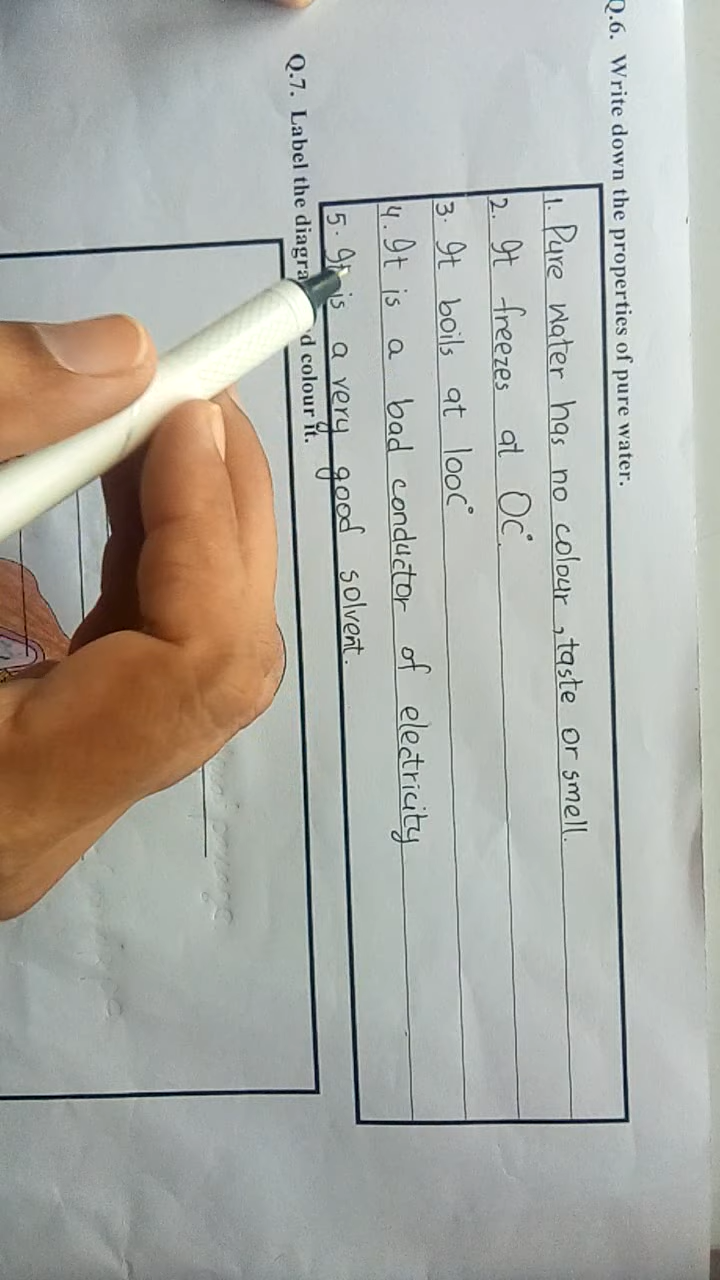 Q.6. Write down the properties of pure water.
1. Pure water has no colour, taste or smell.
2. It freezes at 0c°.
3. It boils at 100c°
4. It is a bad conductor of electricity
5. It is a very good solvent.
Q.7. Label the diagra d colour it.